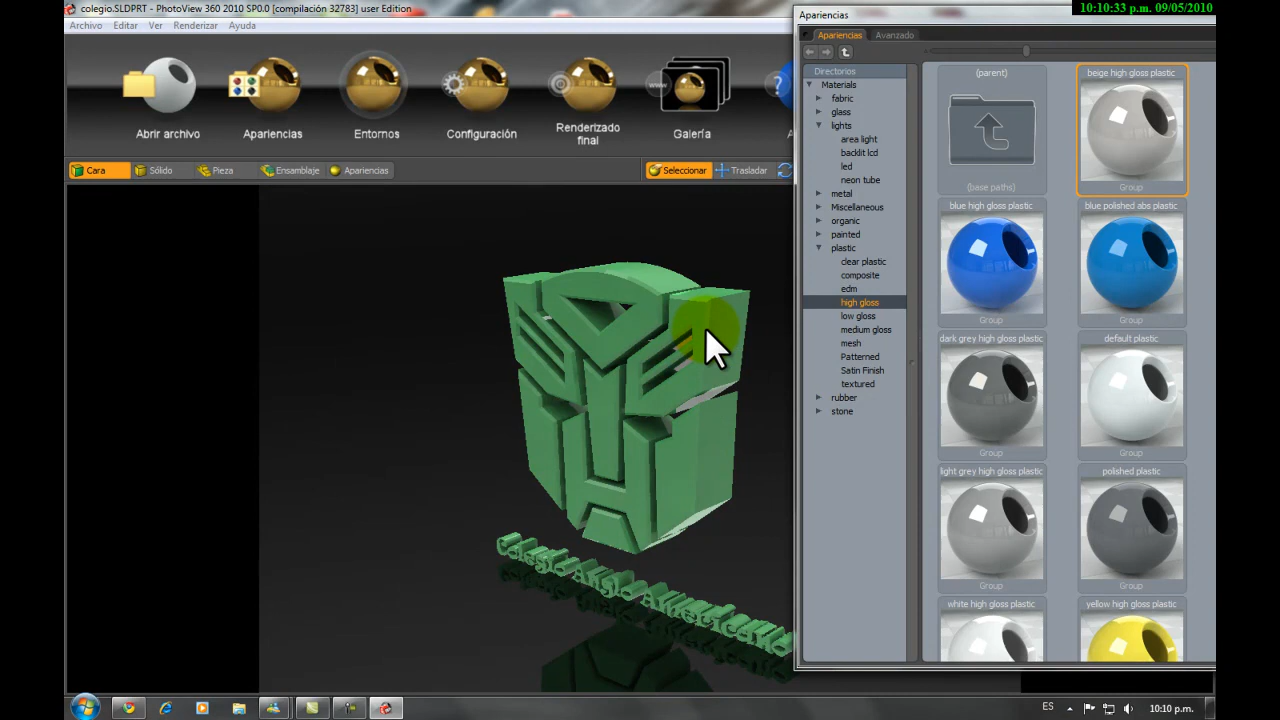 colegio.SLDPRT - PhotoView 360 2010 SP0.0 [compilación 32783] user Edition
10:10:33 p.m. 09/05/2010
Archivo Editar Ver Renderizar Ayuda
Apariencias
Apariencias Avanzado
Abrir archivo
Apariencias
Entornos
Configuración
Renderizado
final
www
Galería
Cara Sólido Pieza Ensamblaje Apariencias Seleccionar Trasladar
Directorios
Materials
fabric
glass
lights
area light
backlit lcd
led
neon tube
metal
Miscellaneous
organic
painted
plastic
clear plastic
composite
edm
high gloss
low gloss
medium gloss
mesh
Patterned
Satin Finish
textured
rubber
stone
(parent)
(base paths)
beige high gloss plastic
Group
blue high gloss plastic
Group
blue polished abs plastic
Group
dark grey high gloss plastic
Group
default plastic
Group
light grey high gloss plastic
Group
polished plastic
Group
white high gloss plastic
yellow high gloss plastic
Colegio Anglo Americano
ES
10:10 p.m.